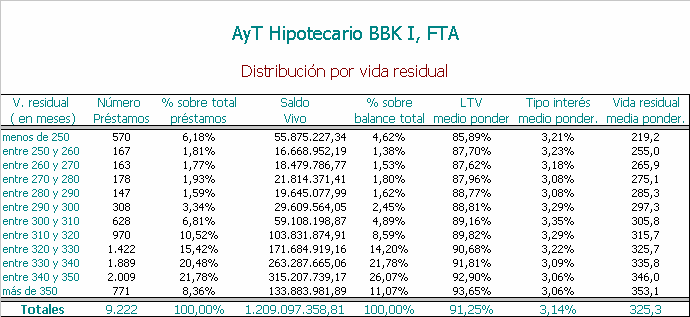 AyT Hipotecario BBK I, FTA
Distribución por vida residual
V. residual Número % sobre total Saldo % sobre LTV Tipo interés Vida residual
( en meses) Préstamos préstamos Vivo balance total medio ponder medio ponder. media ponder.
menos de 250 570 6,18% 55.875.227,34 4,62% 85,89% 3,21% 219,2
entre 250 y 260 167 1,81% 16.668.952,19 1,38% 87,70% 3,23% 255,0
entre 260 y 270 163 1,77% 18.479.786,77 1,53% 87,62% 3,18% 265,9
entre 270 y 280 178 1,93% 21.814.371,41 1,80% 87,96% 3,08% 275,1
entre 280 y 290 147 1,59% 19.645.077,99 1,62% 88,77% 3,08% 285,3
entre 290 y 300 308 3,34% 29.609.564,05 2,45% 88,81% 3,29% 297,3
entre 300 y 310 628 6,81% 59.108.198,87 4,89% 89,16% 3,35% 305,8
entre 310 y 320 970 10,52% 103.831.874,91 8,59% 89,82% 3,29% 315,7
entre 320 y 330 1.422 15,42% 171.684.919,16 14,20% 90,68% 3,22% 325,7
entre 330 y 340 1.889 20,48% 263.287.665,06 21,78% 91,81% 3,09% 335,8
entre 340 y 350 2.009 21,78% 315.207.739,17 26,07% 92,90% 3,06% 346,0
más de 350 771 8,36% 133.883.981,89 11,07% 93,65% 3,06% 353,1
Totales 9.222 100,00% 1.209.097.358,81 100,00% 91,25% 3,14% 325,3